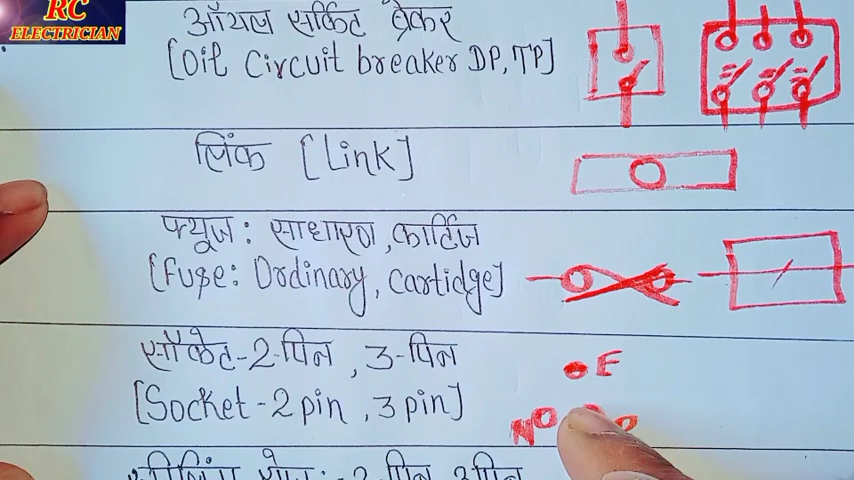 RC
ELECTRICIAN
ऑयल सर्किट ब्रेकर
[Oil Circuit breaker DP, TP]
लिंक [Link]
फ्यूज: साधारण, कार्टिज
[Fuse: Ordinary, Cartidge]
सॉकेट-2-पिन, 3-पिन
[Socket - 2 pin, 3 pin]
E
N